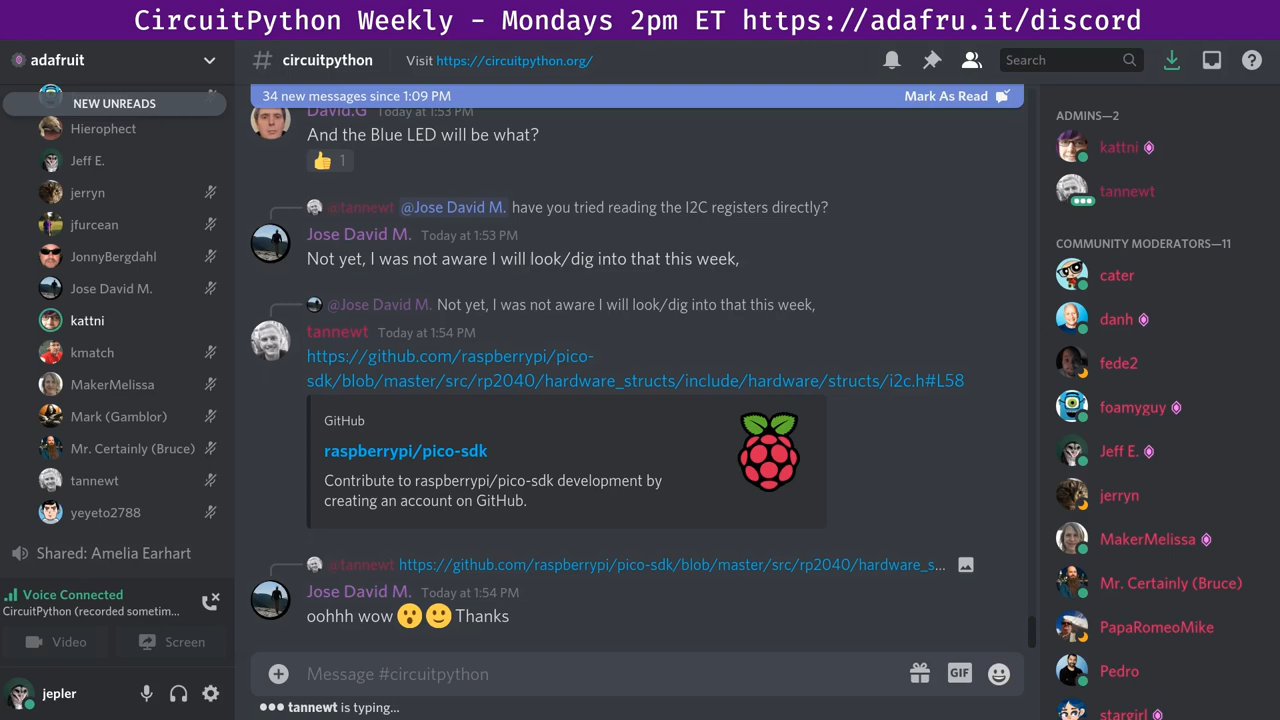 CircuitPython Weekly - Mondays 2pm ET https://adafru.it/discord
adafruit
NEW UNREADS
Hierophect
Jeff E.
jerryn
jfurcean
JonnyBergdahl
Jose David M.
kattni
kmatch
MakerMelissa
Mark (Gamblor)
Mr. Certainly (Bruce)
tannewt
yeyeto2788
Shared: Amelia Earhart
Voice Connected
CircuitPython (recorded sometim...
Video
Screen
jepler
# circuitpython
Visit https://circuitpython.org/
Search
34 new messages since 1:09 PM
Mark As Read
David.G Today at 1:53 PM
And the Blue LED will be what?
👍 1
@tannewt @Jose David M. have you tried reading the I2C registers directly?
Jose David M. Today at 1:53 PM
Not yet, I was not aware I will look/dig into that this week,
@Jose David M. Not yet, I was not aware I will look/dig into that this week,
tannewt Today at 1:54 PM
https://github.com/raspberrypi/pico-
sdk/blob/master/src/rp2040/hardware_structs/include/hardware/structs/i2c.h#L58
GitHub
raspberrypi/pico-sdk
Contribute to raspberrypi/pico-sdk development by
creating an account on GitHub.
@tannewt https://github.com/raspberrypi/pico-sdk/blob/master/src/rp2040/hardware_s...
Jose David M. Today at 1:54 PM
oohhh wow 😮 🙂 Thanks
Message #circuitpython
GIF
tannewt is typing...
ADMINS—2
kattni
tannewt
COMMUNITY MODERATORS—11
cater
danh
fede2
foamyguy
Jeff E.
jerryn
MakerMelissa
Mr. Certainly (Bruce)
PapaRomeoMike
Pedro
stargirl